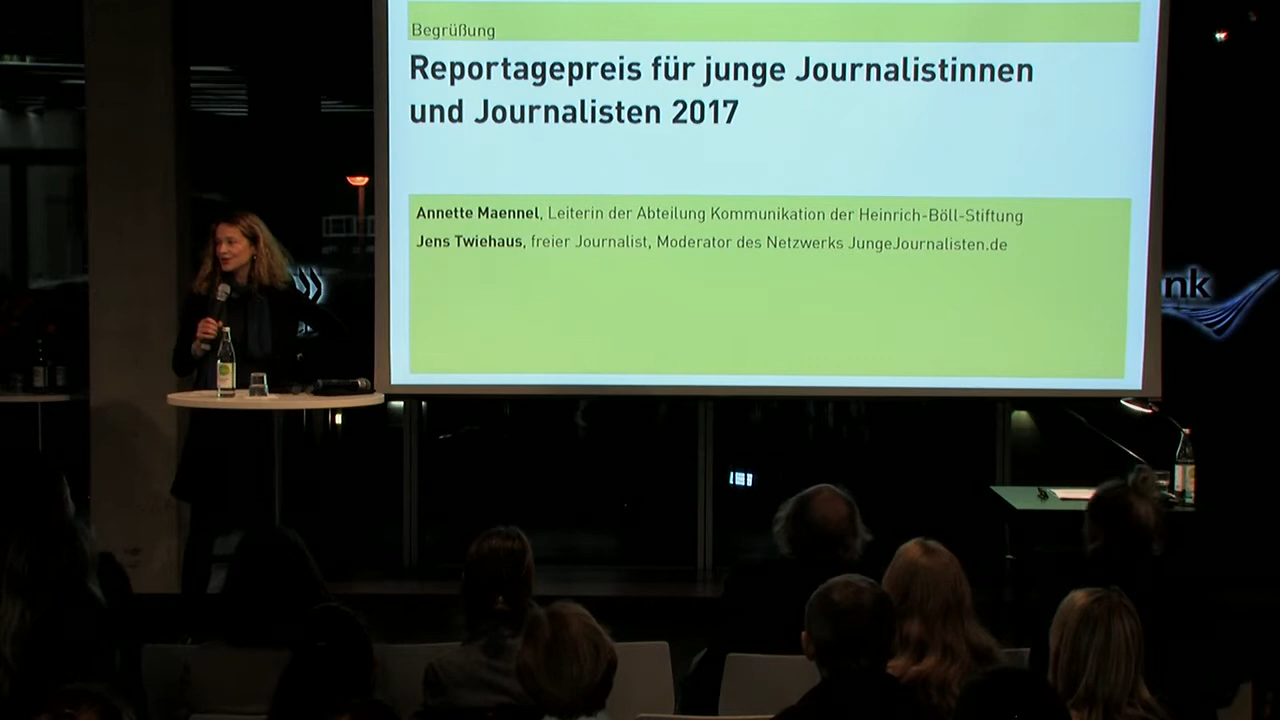 Begrüßung
Reportagepreis für junge Journalistinnen
und Journalisten 2017
Annette Maennel, Leiterin der Abteilung Kommunikation der Heinrich-Böll-Stiftung
Jens Twiehaus, freier Journalist, Moderator des Netzwerks JungeJournalisten.de
nk